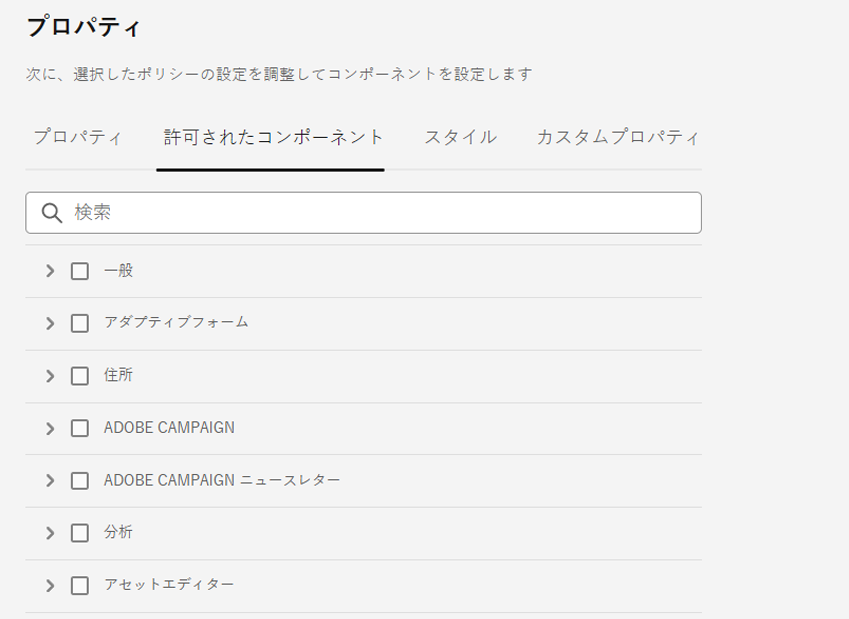 プロパティ
次に、選択したポリシーの設定を調整してコンポーネントを設定します
プロパティ 許可されたコンポーネント スタイル カスタムプロパティ
検索
一般
アダプティブフォーム
住所
ADOBE CAMPAIGN
ADOBE CAMPAIGN ニュースレター
分析
アセットエディター